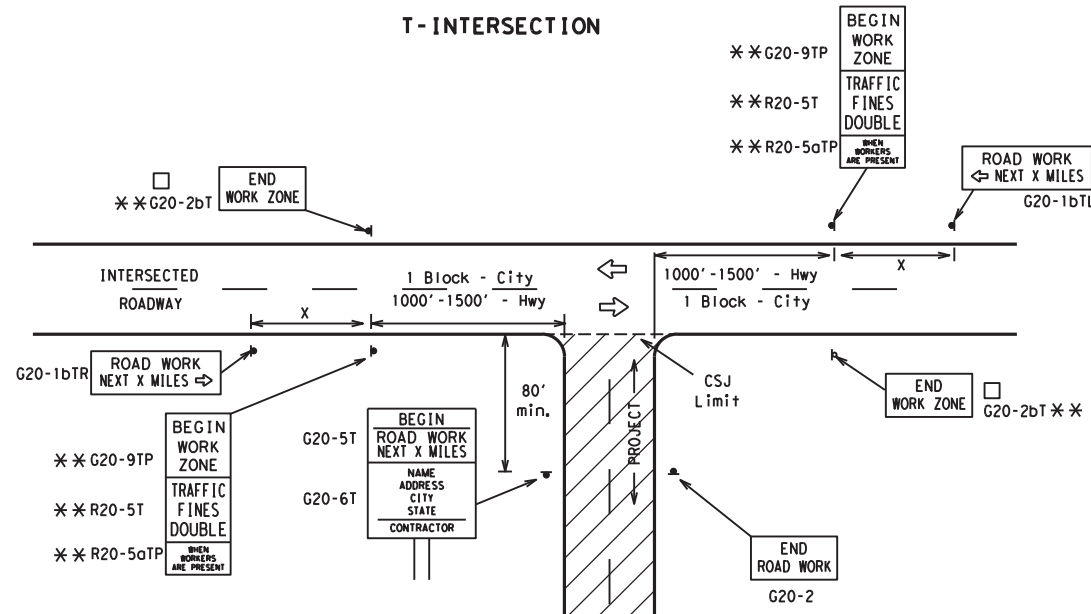 T-INTERSECTION
BEGIN
WORK
ZONE
TRAFFIC
FINES
DOUBLE
WHEN
WORKERS
ARE PRESENT
**G20-9TP
**R20-5T
**R20-5aTP
ROAD WORK
⇦ NEXT X MILES
G20-1bTL
□
**G20-2bT
END
WORK ZONE
INTERSECTED
ROADWAY
1 Block - City
1000'-1500' - Hwy
X
⇦
⇨
1000'-1500' - Hwy
1 Block - City
X
G20-1bTR
ROAD WORK
NEXT X MILES ⇨
80'
min.
CSJ
Limit
PROJECT
END
WORK ZONE
□
G20-2bT**
**G20-9TP
**R20-5T
**R20-5aTP
BEGIN
WORK
ZONE
TRAFFIC
FINES
DOUBLE
WHEN
WORKERS
ARE PRESENT
G20-5T
G20-6T
BEGIN
ROAD WORK
NEXT X MILES
NAME
ADDRESS
CITY
STATE
CONTRACTOR
END
ROAD WORK
G20-2